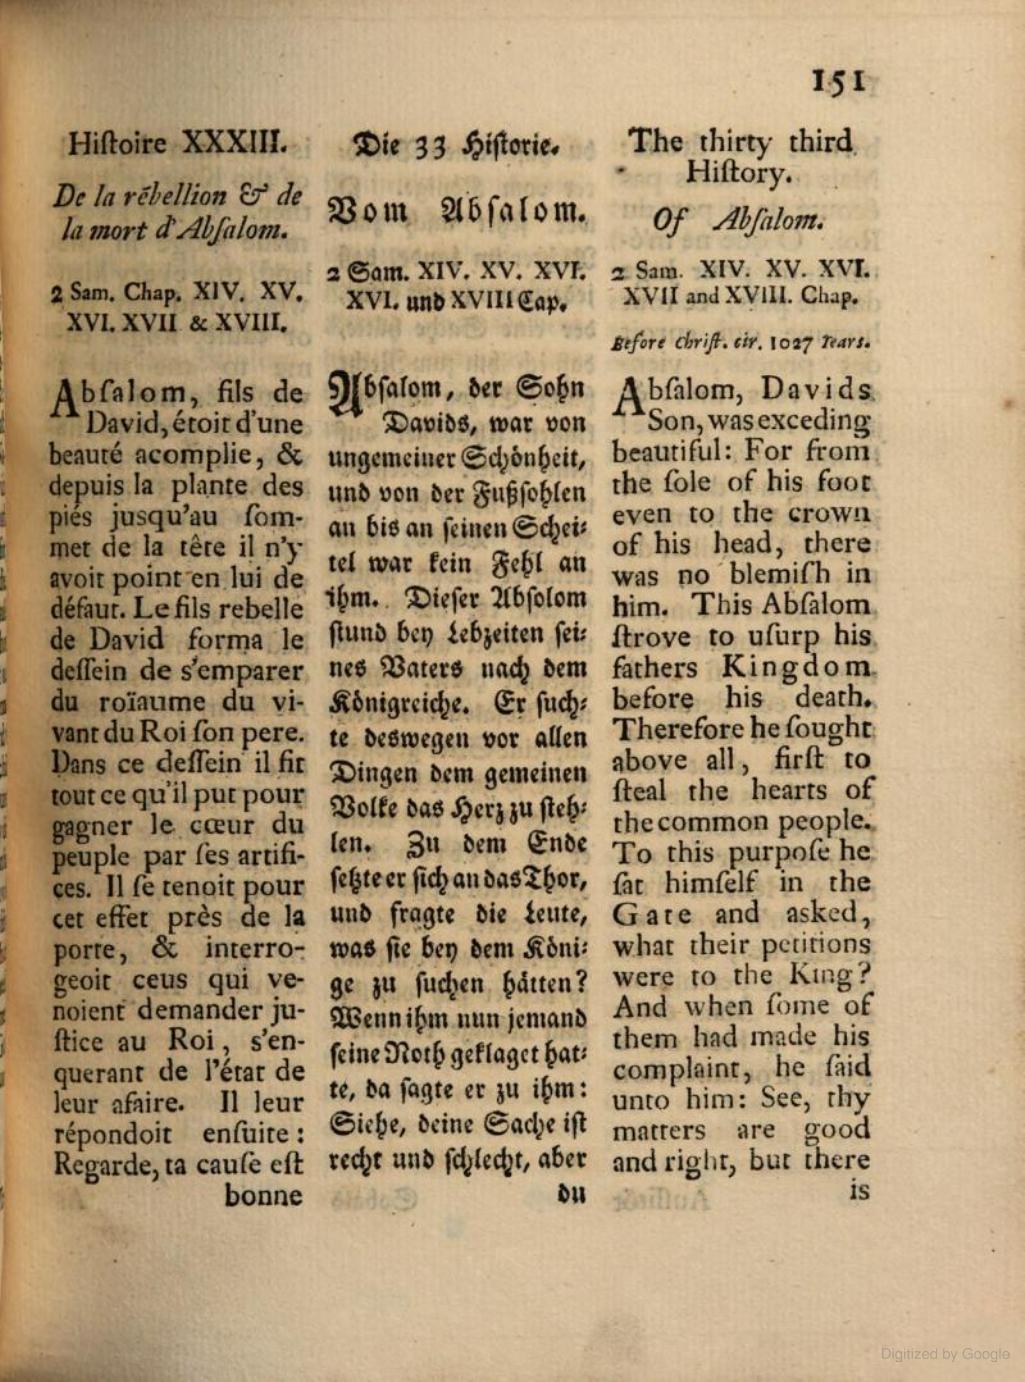 151
Hiſtoire XXXIII.
De la rébellion & de
la mort d'Abſalom.
2 Sam. Chap. XIV. XV.
XVI. XVII & XVIII.
Abſalom, fils de
David, étoit d'une
beauté acomplie, &
depuis la plante des
piés jusqu'au ſom-
met de la tête il n'y
avoit point en lui de
défaut. Le fils rebelle
de David forma le
deſſein de s'emparer
du roïaume du vi-
vant du Roi ſon pere.
Dans ce deſſein il fit
tout ce qu'il put pour
gagner le cœur du
peuple par ſes artifi-
ces. Il ſe tenoit pour
cet effet près de la
porte, & interro-
geoit ceus qui ve-
noient demander ju-
ſtice au Roi, s'en-
querant de l'état de
leur afaire. Il leur
répondoit enſuite:
Regarde, ta cauſe eſt
bonne
Die 33 Hiſtorie.
Vom Abſalom.
2 Sam. XIV. XV. XVI.
XVI. und XVIII Cap.
Abſalom, der Sohn
Davids, war von
ungemeiner Schönheit,
und von der Fußſohlen
an bis an ſeinen Schei-
tel war kein Fehl an
ihm. Dieſer Abſolom
ſtund bey Lebzeiten ſei-
nes Vaters nach dem
Königreiche. Er ſuch-
te deswegen vor allen
Dingen dem gemeinen
Volke das Herz zu ſteh-
len. Zu dem Ende
ſetzte er ſich an das Thor,
und fragte die Leute,
was ſie bey dem Köni-
ge zu ſuchen hätten?
Wenn ihm nun jemand
ſeine Noth geklaget hat-
te, da ſagte er zu ihm:
Siehe, deine Sache iſt
recht und ſchlecht, aber
du
The thirty third
Hiſtory.
Of Abſalom.
2 Sam. XIV. XV. XVI.
XVII and XVIII. Chap.
Before Chriſt. cir. 1027 Years.
Abſalom, Davids
Son, was exceding
beautiful: For from
the ſole of his foot
even to the crown
of his head, there
was no blemiſh in
him. This Abſalom
ſtrove to uſurp his
fathers Kingdom
before his death.
Therefore he ſought
above all, firſt to
ſteal the hearts of
the common people.
To this purpoſe he
ſat himſelf in the
Gate and asked,
what their petitions
were to the King?
And when ſome of
them had made his
complaint, he ſaid
unto him: See, thy
matters are good
and right, but there
is
Digitized by Google